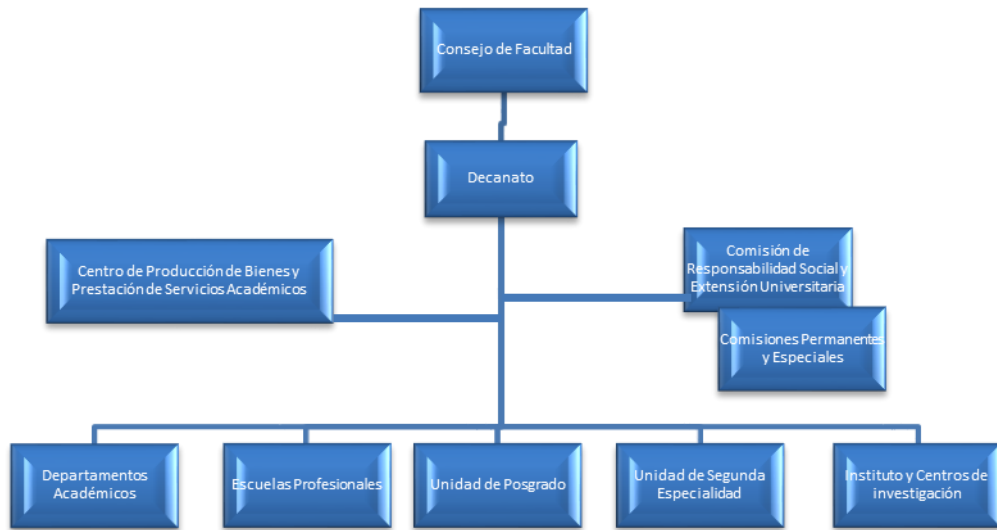 Consejo de Facultad
Decanato
Centro de Producción de Bienes y
Prestación de Servicios Académicos
Comisión de
Responsabilidad Social y
Extensión Universitaria
Comisiones Permanentes
y Especiales
Departamentos
Académicos
Escuelas Profesionales
Unidad de Posgrado
Unidad de Segunda
Especialidad
Instituto y Centros de
investigación